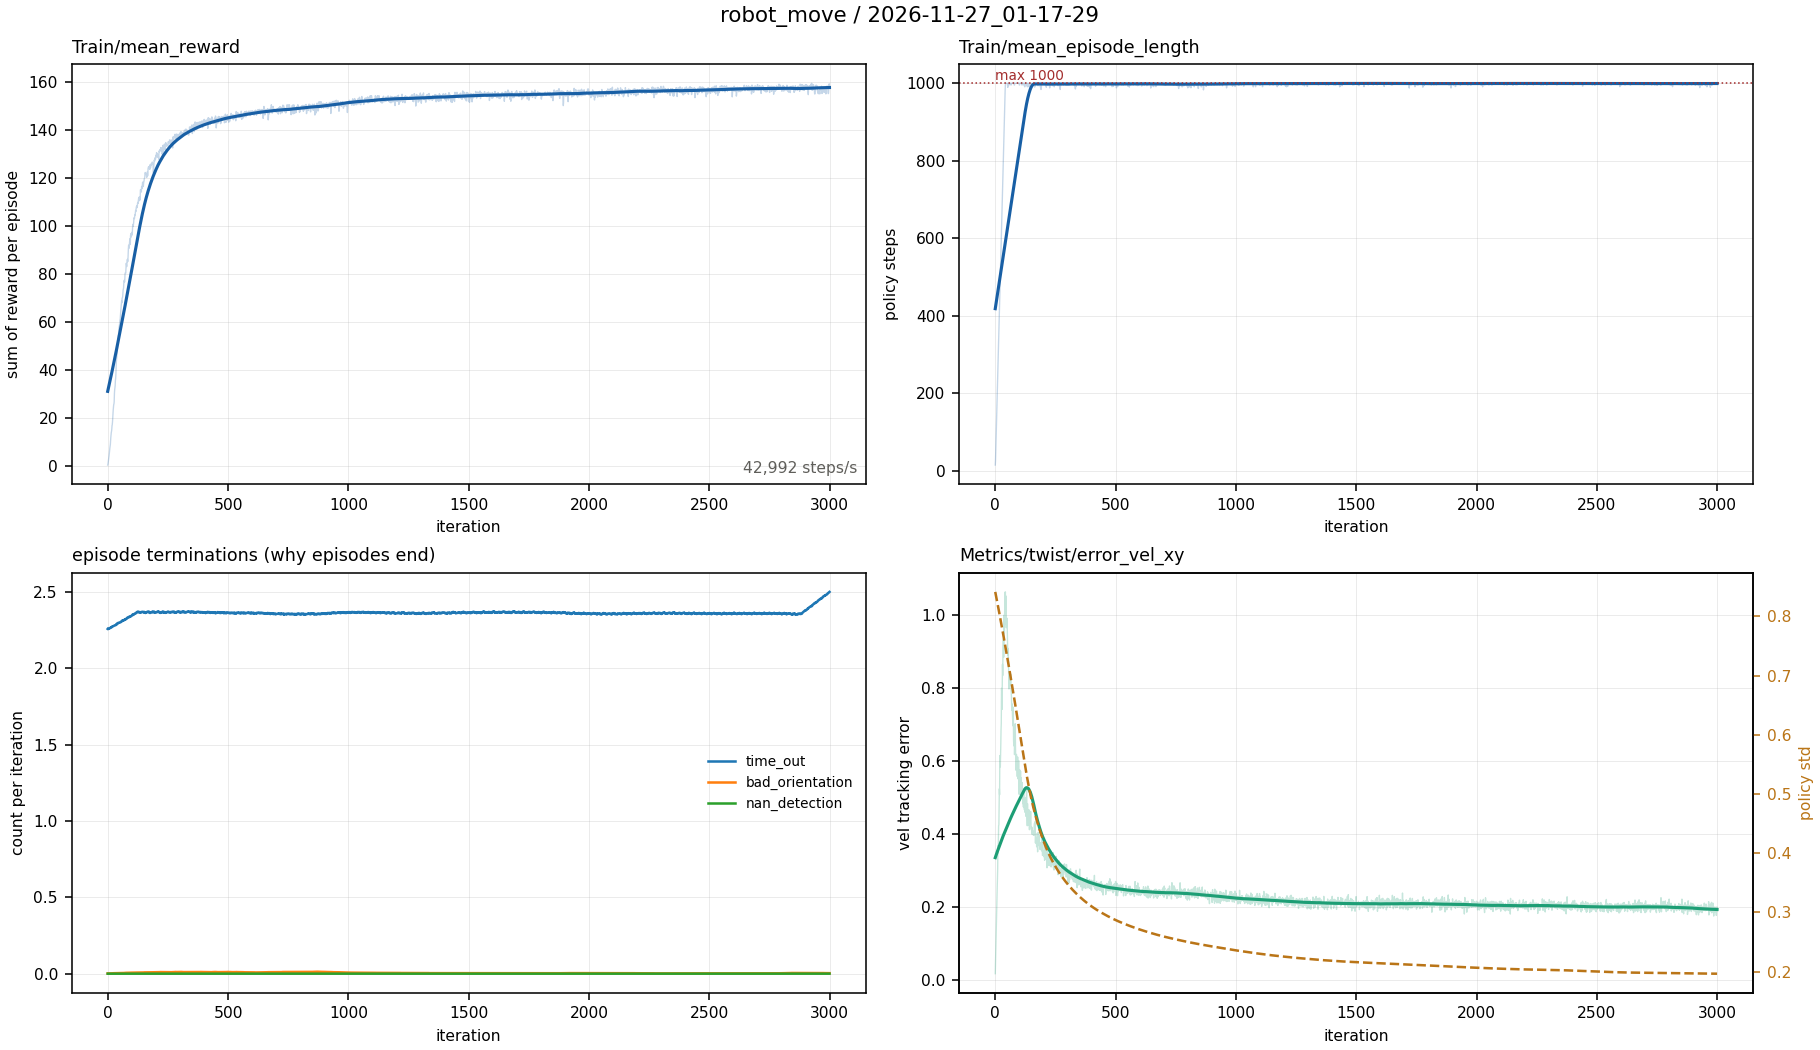 robot_move / 2026-11-27_01-17-29
Train/mean_reward
sum of reward per episode
160
140
120
100
80
60
40
20
0
42,992 steps/s
0 500 1000 1500 2000 2500 3000
iteration
Train/mean_episode_length
policy steps
max 1000
1000
800
600
400
200
0
0 500 1000 1500 2000 2500 3000
iteration
episode terminations (why episodes end)
count per iteration
2.5
2.0
1.5
1.0
0.5
0.0
time_out
bad_orientation
nan_detection
0 500 1000 1500 2000 2500 3000
iteration
Metrics/twist/error_vel_xy
vel tracking error
1.0
0.8
0.6
0.4
0.2
0.0
0.8
0.7
0.6
0.5
0.4
0.3
0.2
policy std
0 500 1000 1500 2000 2500 3000
iteration